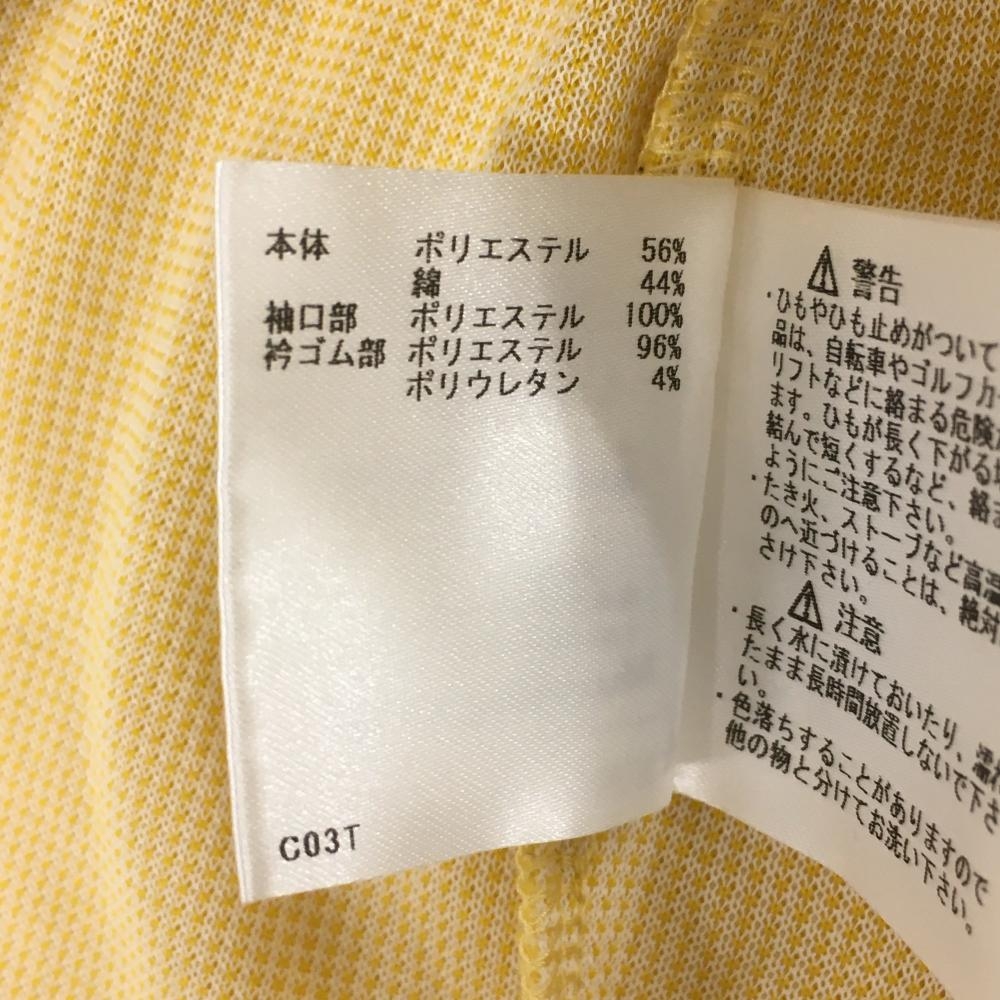 本体 ポリエステル 56%
綿 44%
袖口部 ポリエステル 100%
衿ゴム部 ポリエステル 96%
ポリウレタン 4%
C03T
警告
・ひもやひも止めがついて
品は、自転車やゴルフカ
リフトなどに絡まる危険
ます。ひもが長く下がる
結んで短くするなど、絡
ようにご注意下さい。
・たき火、ストーブなど高温
のへ近づけることは、絶対
さけ下さい。
注意
・長く水に漬けておいたり、
たまま長時間放置しないで下さ
い。
・色落ちすることがありますので
他の物と分けてお洗い下さい。